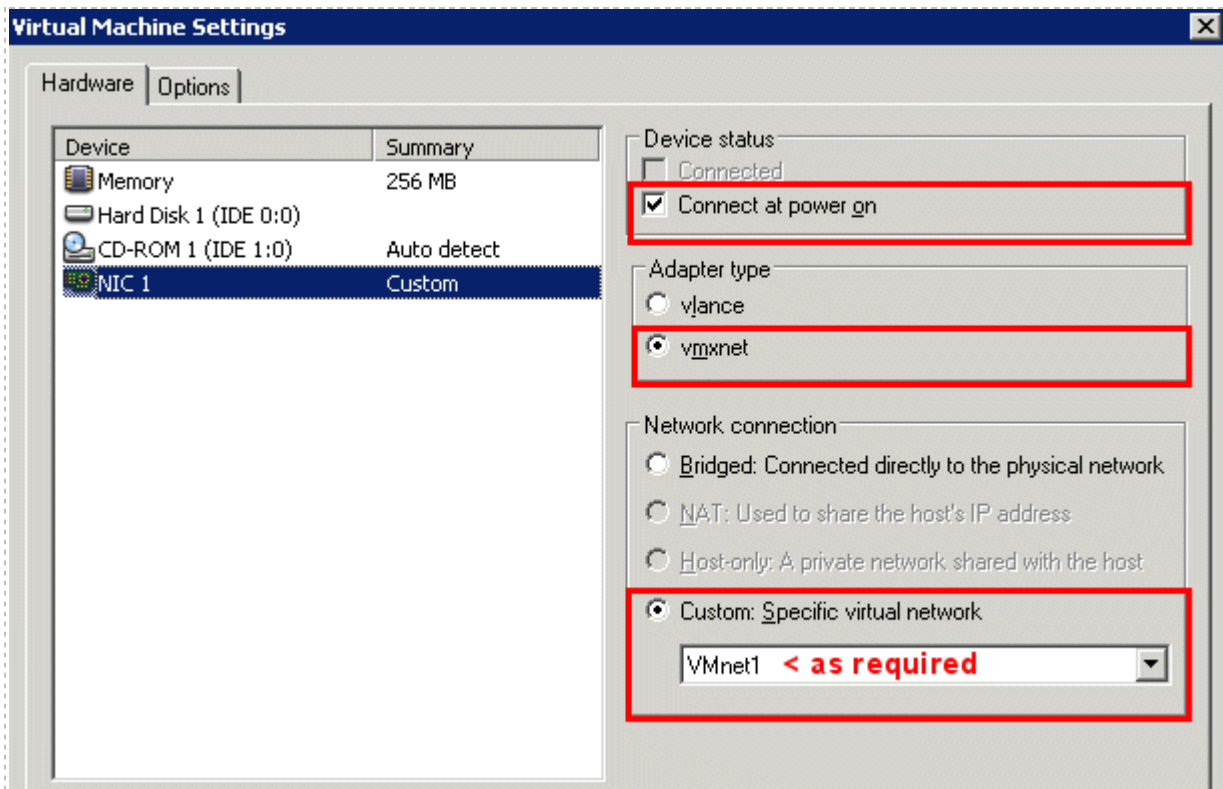 Virtual Machine Settings
Hardware Options
Device Summary
Memory 256 MB
Hard Disk 1 (IDE 0:0)
CD-ROM 1 (IDE 1:0) Auto detect
NIC 1 Custom
Device status
Connected
Connect at power on
Adapter type
vlance
vmxnet
Network connection
Bridged: Connected directly to the physical network
NAT: Used to share the host's IP address
Host-only: A private network shared with the host
Custom: Specific virtual network
VMnet1 < as required